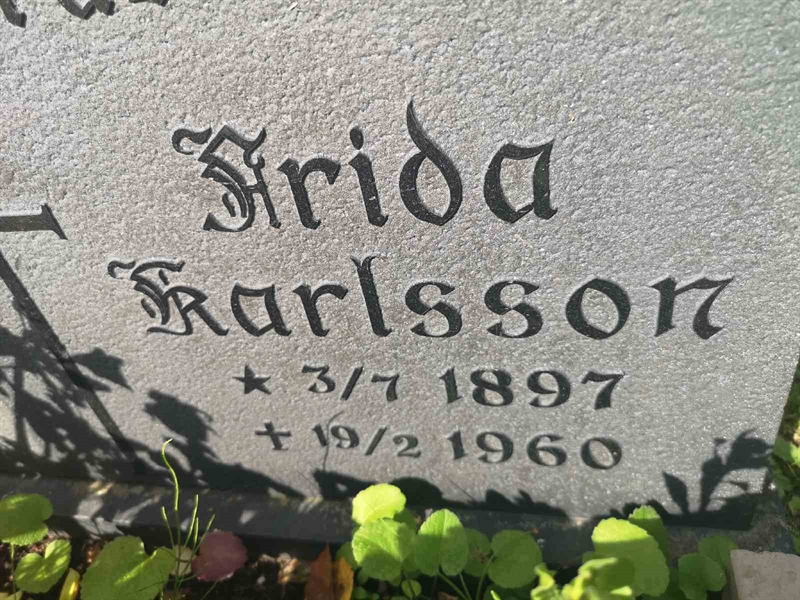 Frida
Karlsson
★ 3/7 1897
✝ 19/2 1960